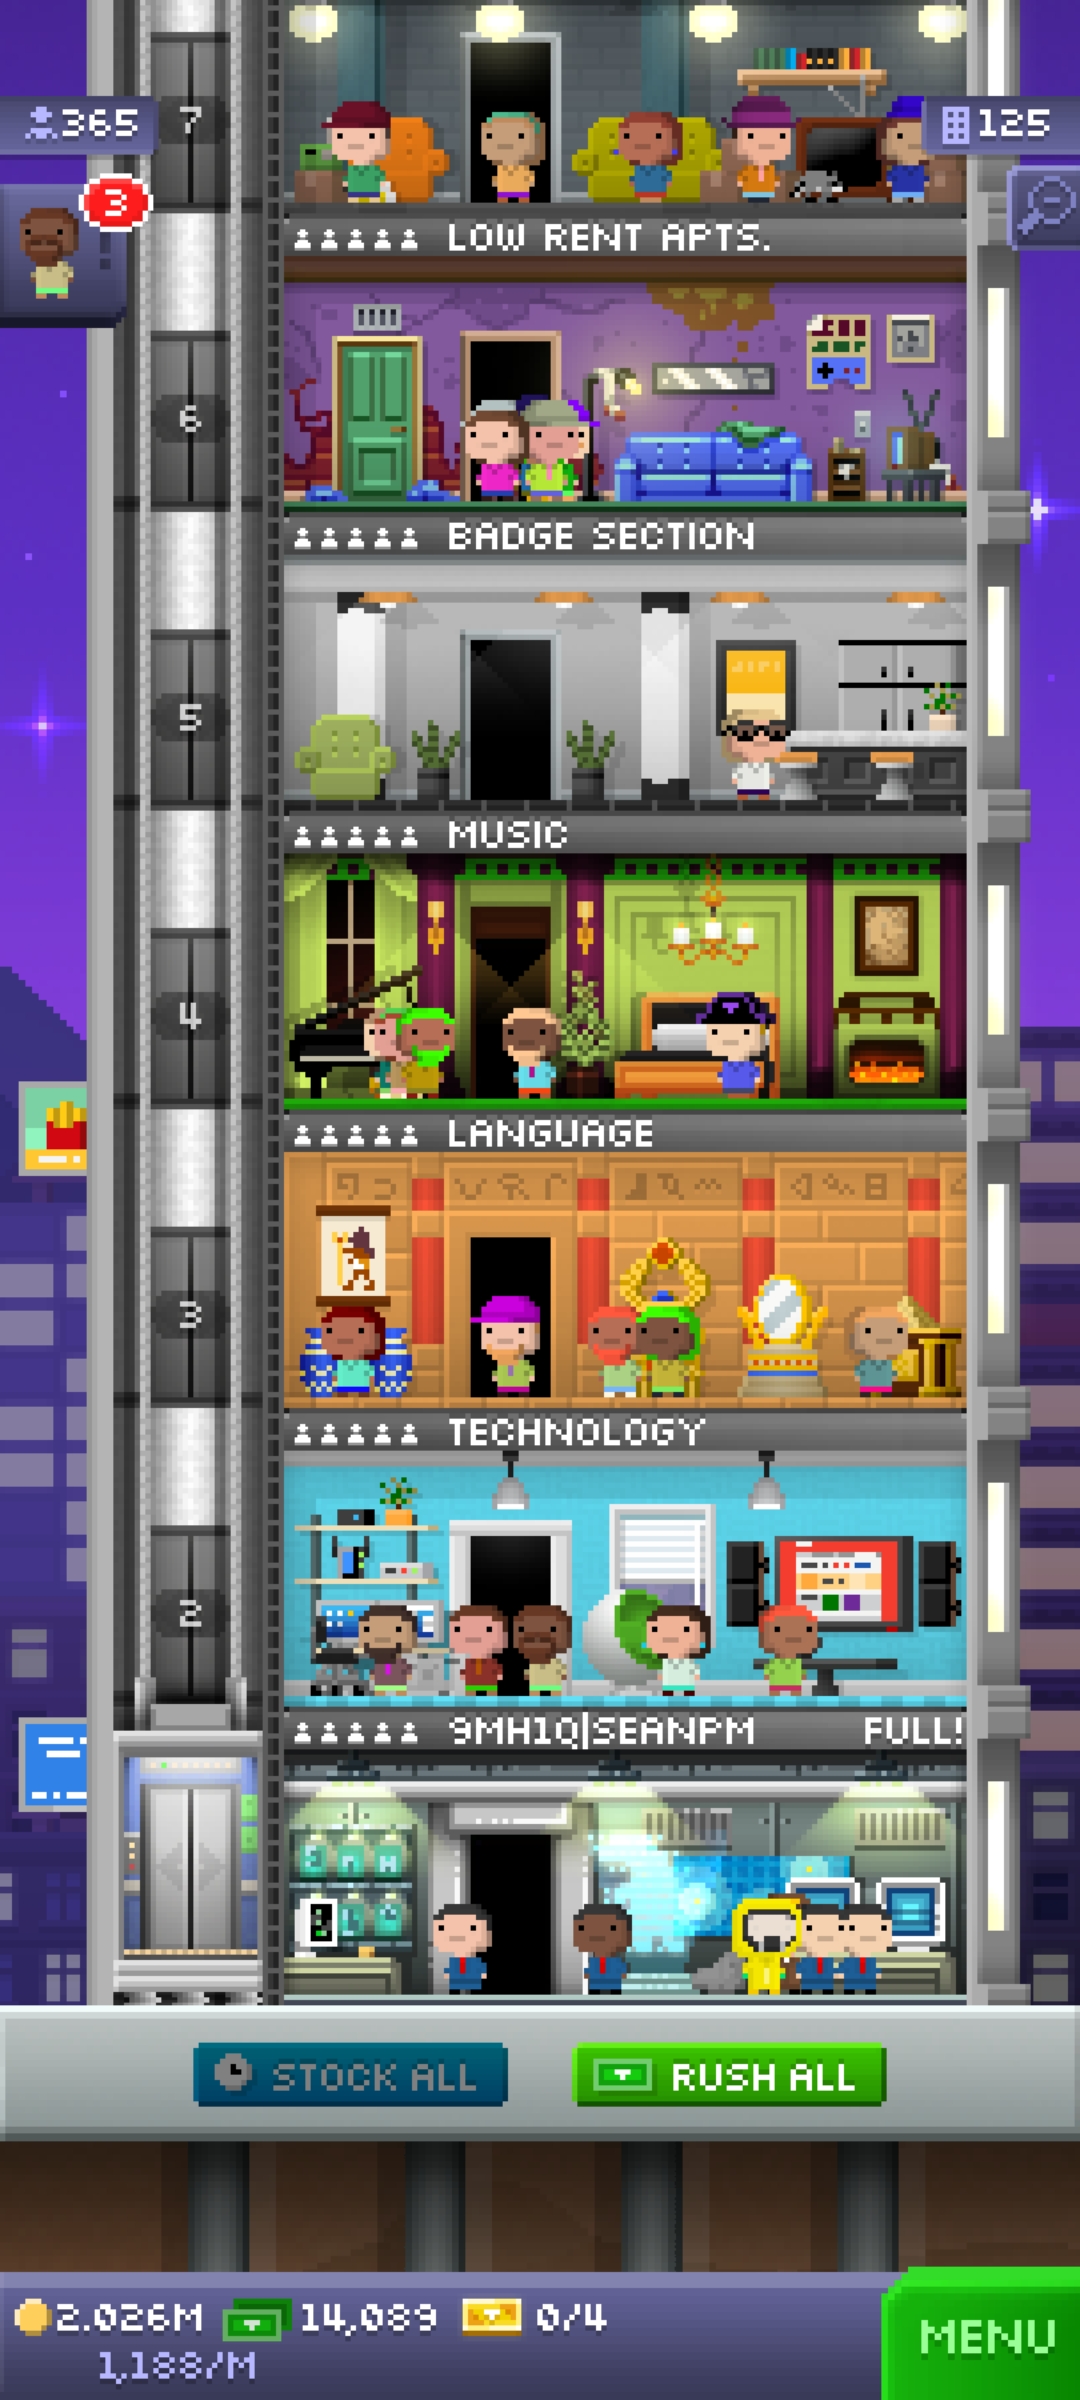 7
365
125
3
LOW RENT APTS.
6
BADGE SECTION
5
MUSIC
4
LANGUAGE
3
TECHNOLOGY
2
9MH1Q|SEANPM FULL!
STOCK ALL
RUSH ALL
2.026M 14,089 0/4
1,188/M
MENU